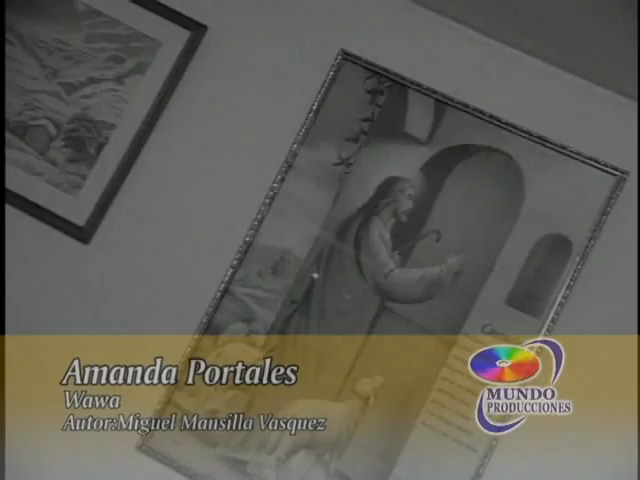 Amanda Portales
Wawa
Autor:Miguel Mansilla Vasquez
MUNDO
PRODUCCIONES